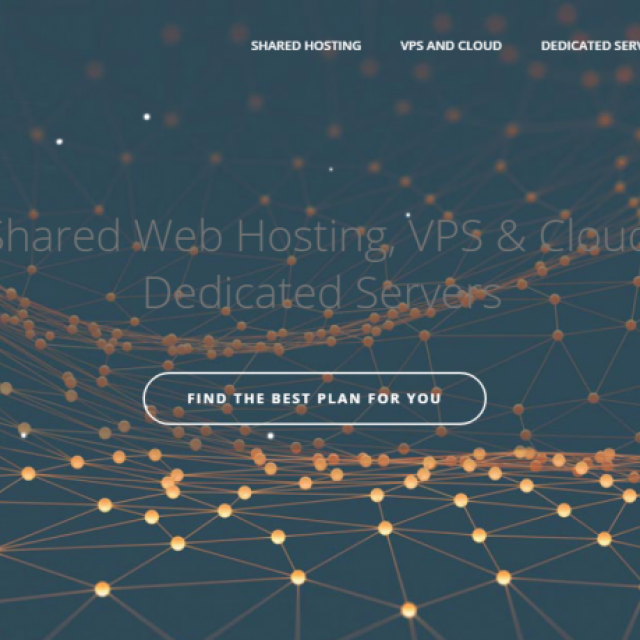 SHARED HOSTING VPS AND CLOUD DEDICATED SERV
Shared Web Hosting, VPS & Cloud
Dedicated Servers
FIND THE BEST PLAN FOR YOU